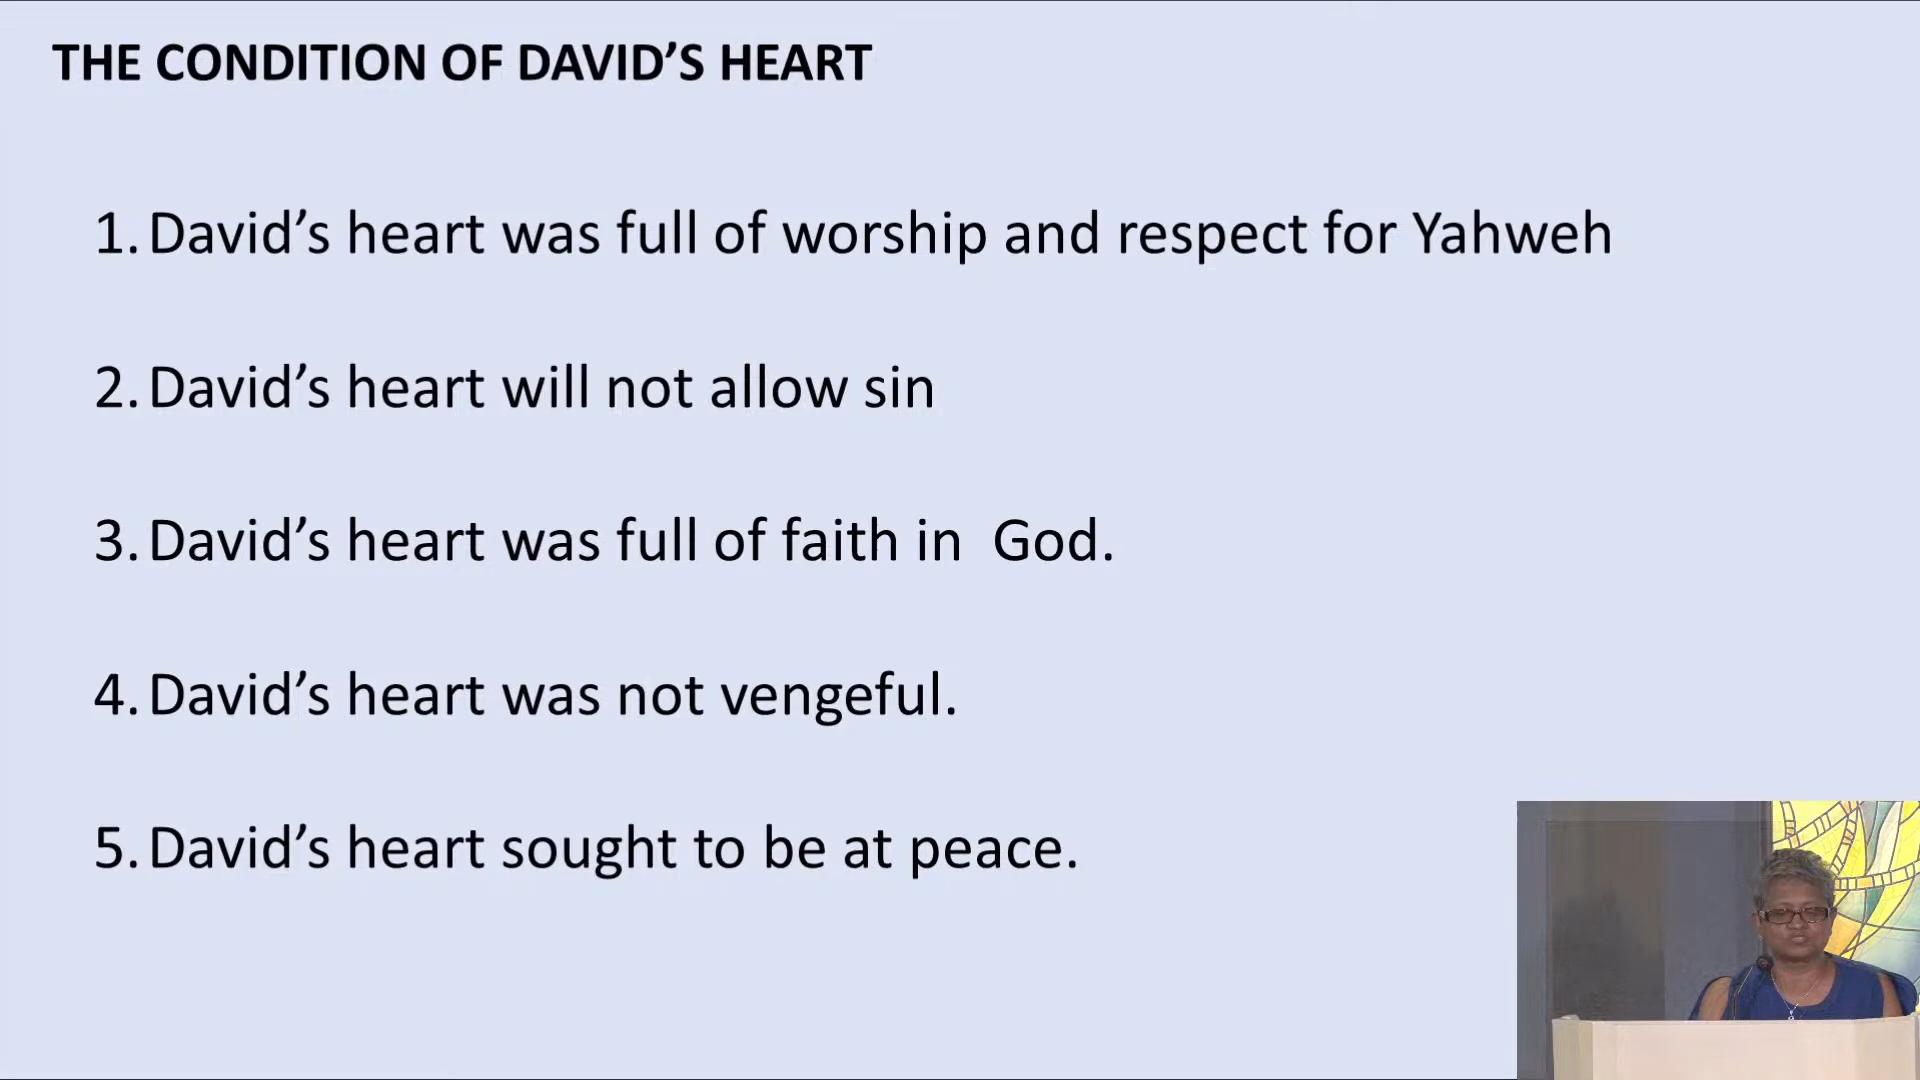 THE CONDITION OF DAVID’S HEART
1. David’s heart was full of worship and respect for Yahweh
2. David’s heart will not allow sin
3. David’s heart was full of faith in  God.
4. David’s heart was not vengeful.
5. David’s heart sought to be at peace.